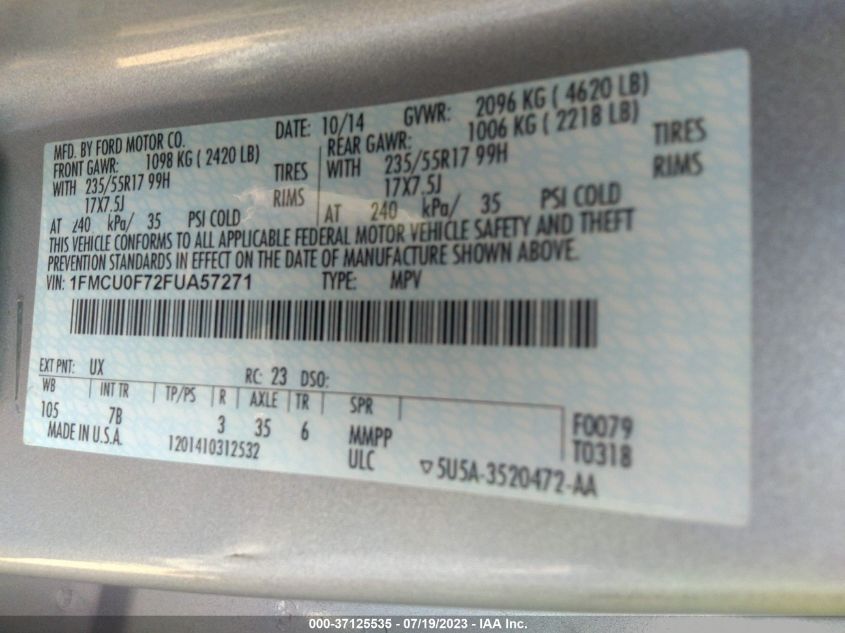 MFD. BY FORD MOTOR CO. DATE: 10/14 GVWR: 2096 KG ( 4620 LB)
FRONT GAWR: 1098 KG ( 2420 LB) REAR GAWR: 1006 KG ( 2218 LB)
WITH 235/55R17 99H TIRES WITH 235/55R17 99H TIRES
17X7.5J RIMS 17X7.5J RIMS
AT 240 kPa/ 35 PSI COLD AT 240 kPa/ 35 PSI COLD
THIS VEHICLE CONFORMS TO ALL APPLICABLE FEDERAL MOTOR VEHICLE SAFETY AND THEFT
PREVENTION STANDARDS IN EFFECT ON THE DATE OF MANUFACTURE SHOWN ABOVE.
VIN: 1FMCU0F72FUA57271 TYPE: MPV
EXT PNT: UX RC: 23 DSO:
WB INT TR TP/PS R AXLE TR SPR
105 7B 3 35 6 MMPP F0079
MADE IN U.S.A. 1201410312532 ULC T0318
▽5U5A-3520472-AA
000-37125535 - 07/19/2023 - IAA Inc.